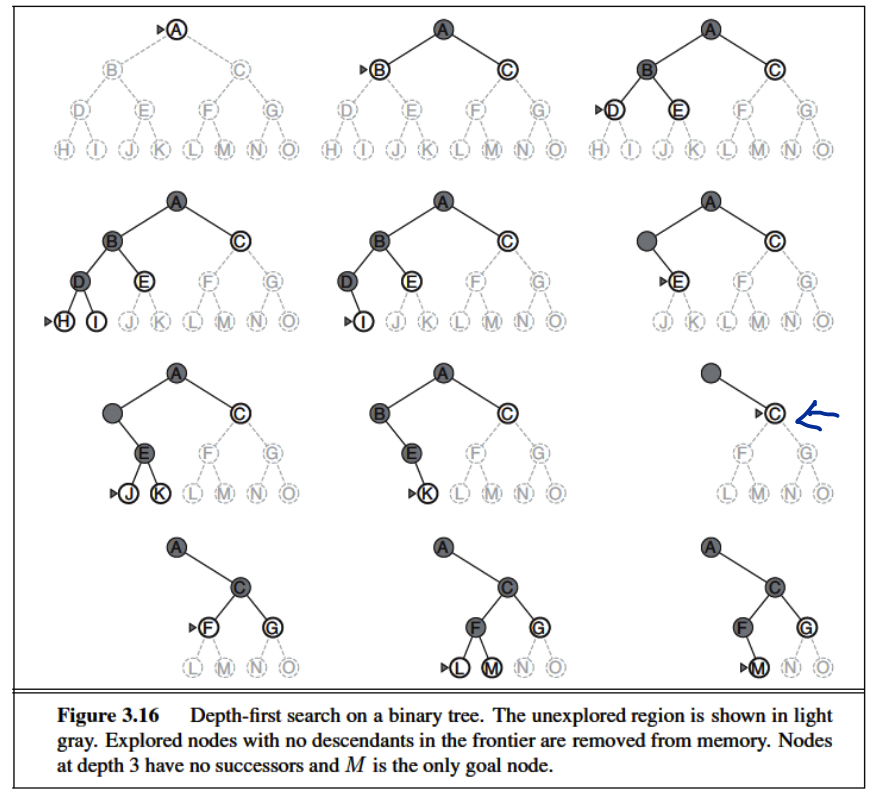 A A A
B C B C B C
D E F G D E F G D E F G
H I J K L M N O H I J K L M N O H I J K L M N O
A A A
B C B C C
D E F G D E F G E F G
H I J K L M N O I J K L M N O J K L M N O
A A
C B C C
E F G E F G F G
J K L M N O K L M N O L M N O
A A A
C C C
F G F G F G
L M N O L M N O M N O
Figure 3.16 Depth-first search on a binary tree. The unexplored region is shown in light
gray. Explored nodes with no descendants in the frontier are removed from memory. Nodes
at depth 3 have no successors and M is the only goal node.